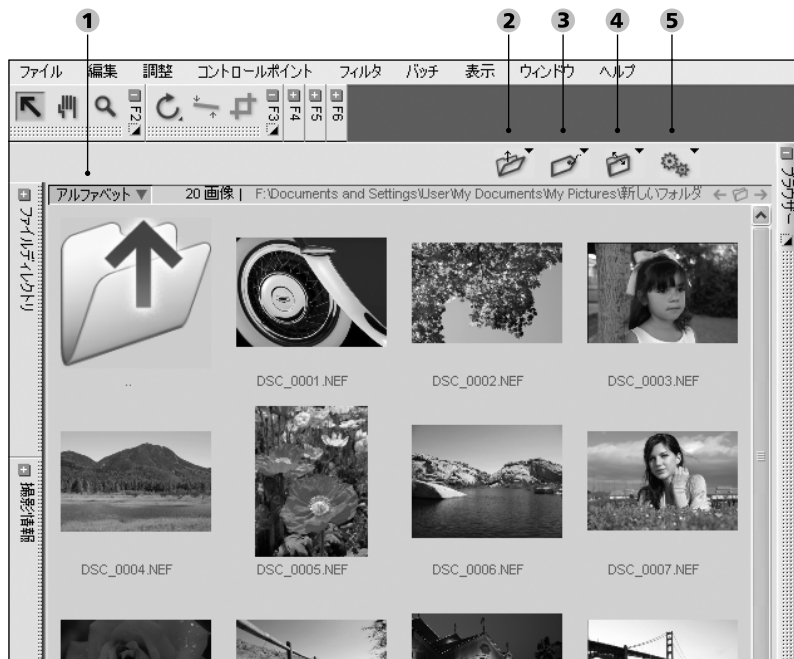 1 2 3 4 5
ファイル 編集 調整 コントロールポイント フィルタ バッチ 表示 ウィンドウ ヘルプ
F2 F3 F4 F5 F6
アルファベット ▼ 20 画像 | F:\Documents and Settings\User\My Documents\My Pictures\新しいフォルダ
ファイルディレクトリ
ブラウザー
..
DSC_0001.NEF
DSC_0002.NEF
DSC_0003.NEF
撮影情報
DSC_0004.NEF
DSC_0005.NEF
DSC_0006.NEF
DSC_0007.NEF